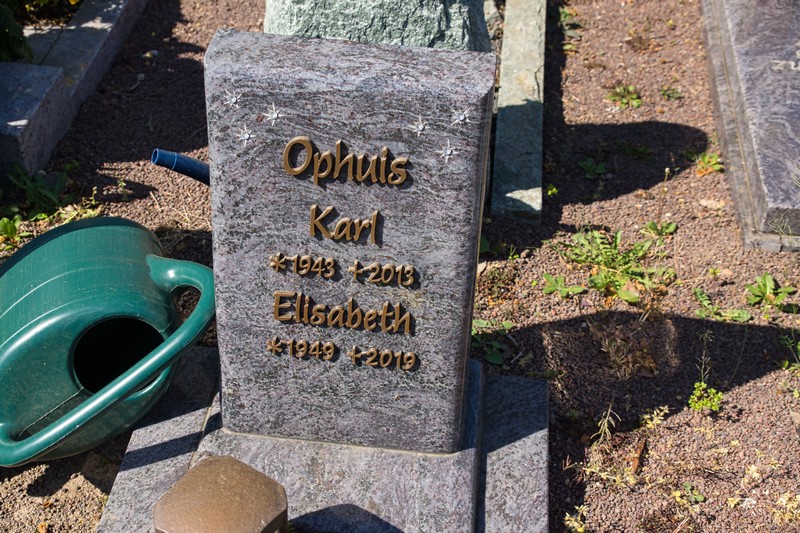 Ophuis
Karl
*1943 ✝2013
Elisabeth
*1949 ✝2019